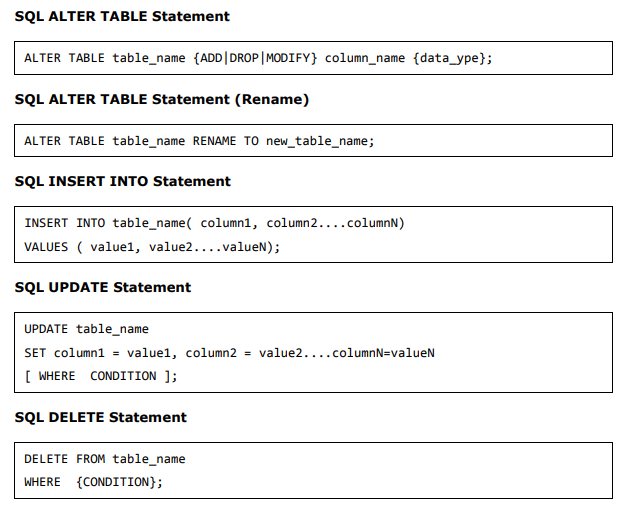 SQL ALTER TABLE Statement
ALTER TABLE table_name {ADD|DROP|MODIFY} column_name {data_ype};
SQL ALTER TABLE Statement (Rename)
ALTER TABLE table_name RENAME TO new_table_name;
SQL INSERT INTO Statement
INSERT INTO table_name( column1, column2....columnN)
VALUES ( value1, value2....valueN);
SQL UPDATE Statement
UPDATE table_name
SET column1 = value1, column2 = value2....columnN=valueN
[ WHERE  CONDITION ];
SQL DELETE Statement
DELETE FROM table_name
WHERE  {CONDITION};